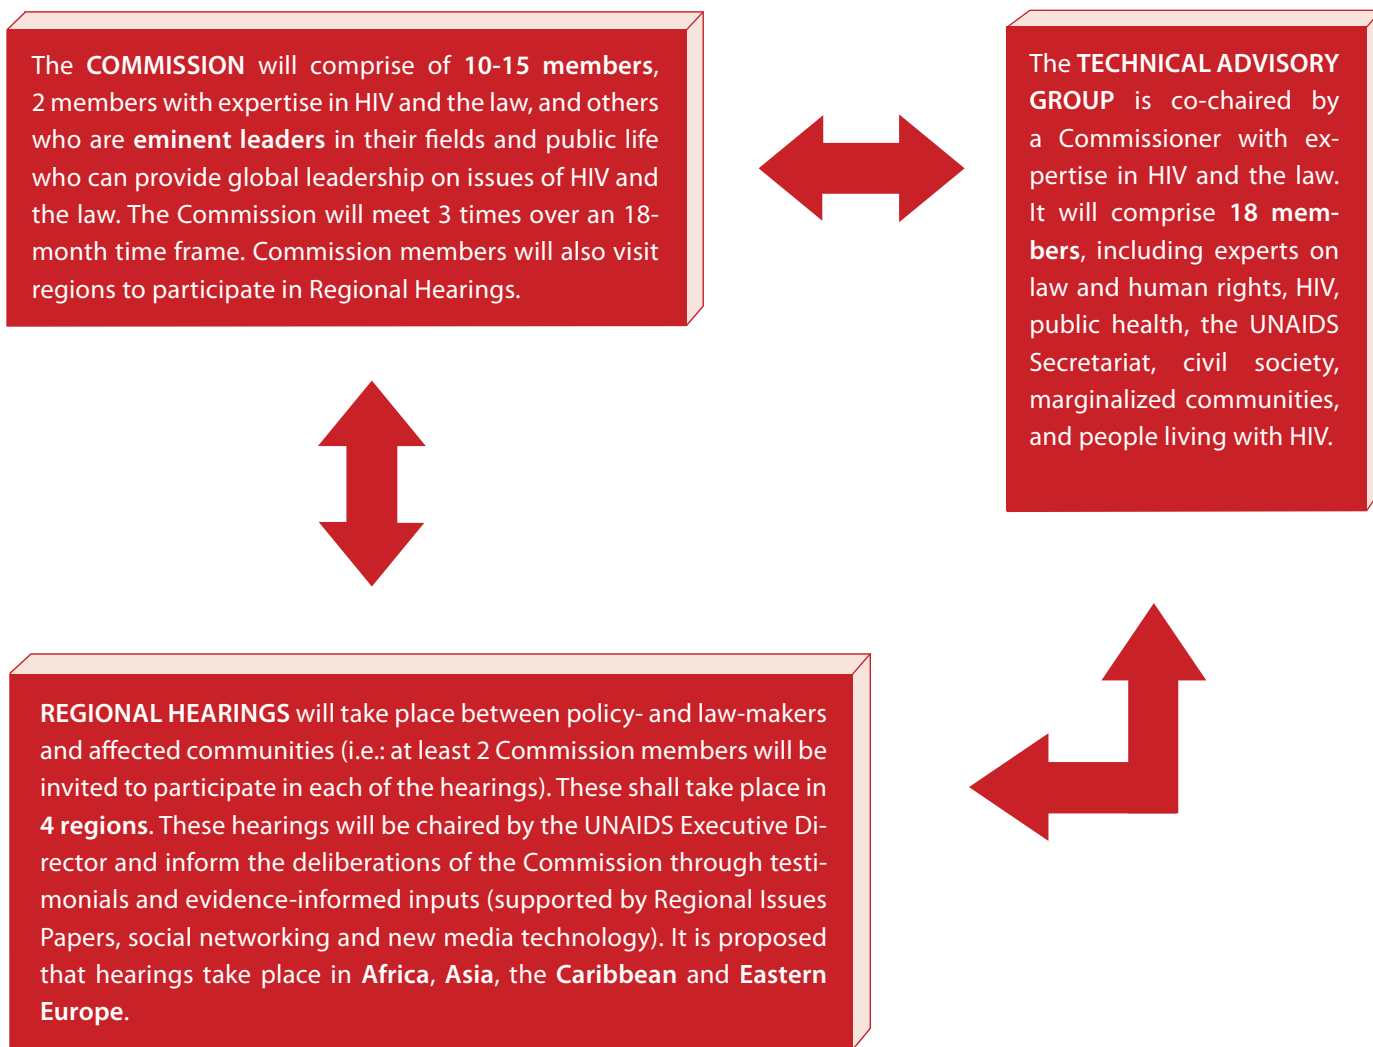 The COMMISSION will comprise of 10-15 members,
2 members with expertise in HIV and the law, and others
who are eminent leaders in their fields and public life
who can provide global leadership on issues of HIV and
the law. The Commission will meet 3 times over an 18-
month time frame. Commission members will also visit
regions to participate in Regional Hearings.
The TECHNICAL ADVISORY
GROUP is co-chaired by
a Commissioner with ex-
pertise in HIV and the law.
It will comprise 18 mem-
bers, including experts on
law and human rights, HIV,
public health, the UNAIDS
Secretariat, civil society,
marginalized communities,
and people living with HIV.
REGIONAL HEARINGS will take place between policy- and law-makers
and affected communities (i.e.: at least 2 Commission members will be
invited to participate in each of the hearings). These shall take place in
4 regions. These hearings will be chaired by the UNAIDS Executive Di-
rector and inform the deliberations of the Commission through testi-
monials and evidence-informed inputs (supported by Regional Issues
Papers, social networking and new media technology). It is proposed
that hearings take place in Africa, Asia, the Caribbean and Eastern
Europe.